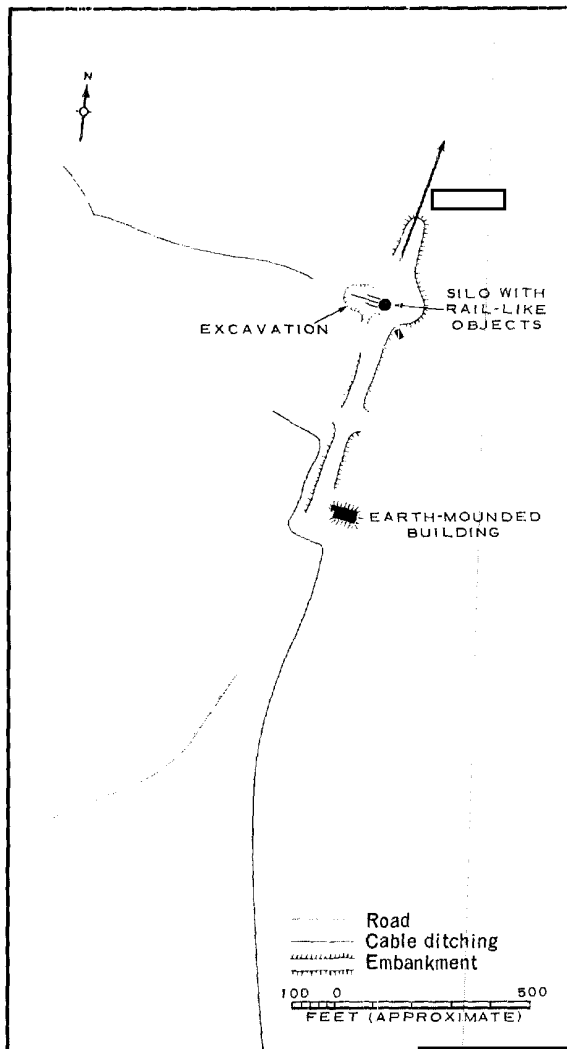 N
SILO WITH
RAIL-LIKE
OBJECTS
EXCAVATION
EARTH-MOUNDED
BUILDING
Road
Cable ditching
Embankment
100 0 500
FEET (APPROXIMATE)